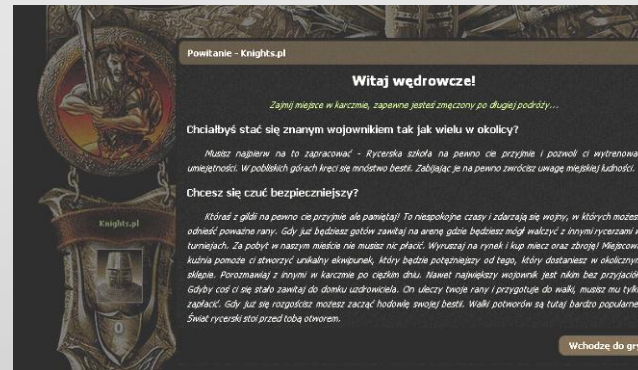 Powitanie - Knights.pl
Witaj wędrowcze!
Zajmij miejsce w karczmie, zapewne jesteś zmęczony po długiej podróży...
Chciałbyś stać się znanym wojownikiem tak jak wielu w okolicy?
Musisz najpierw na to zapracować - Rycerska szkoła na pewno cie przyjmie i pozwoli ci wytrenować
umiejętności. W pobliskich górach kręci się mnóstwo bestii. Zabijając je na pewno zwrócisz uwagę miejskiej ludności.
Chcesz się czuć bezpieczniejszy?
Któraś z gildii na pewno cie przyjmie ale pamiętaj! To niespokojne czasy i zdarzają się wojny, w których możesz
odnieść poważne rany. Gdy już będziesz gotów zawitaj na arenę gdzie będziesz mógł walczyć z innymi rycerzami w
turniejach. Za pobyt w naszym mieście nie musisz nic płacić. Wyruszaj na rynek i kup miecz oraz zbroję! Miejscowa
kuźnia pomoże ci stworzyć unikalny ekwipunek, który będzie potężniejszy od tego, który dostaniesz w okolicznym
sklepie. Porozmawiaj z innymi w karczmie po ciężkim dniu. Nawet największy wojownik jest nikim bez przyjaciół.
Gdyby coś ci się stało zawitaj do domku uzdrowiciela. On uleczy twoje rany i przygotuje do walki, musisz mu tylko
zapłacić. Gdy już się rozgościsz możesz zacząć hodowlę swojej bestii. Walki potworów są tutaj bardzo popularne.
Świat rycerski stoi przed tobą otworem.
Knights.pl
0
Wchodzę do gry